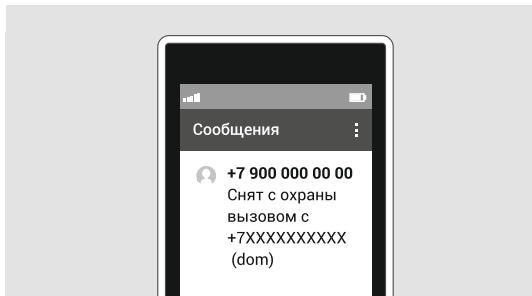 Сообщения
+7 900 000 00 00
Снят с охраны
вызовом с
+7XXXXXXXXXX
(dom)